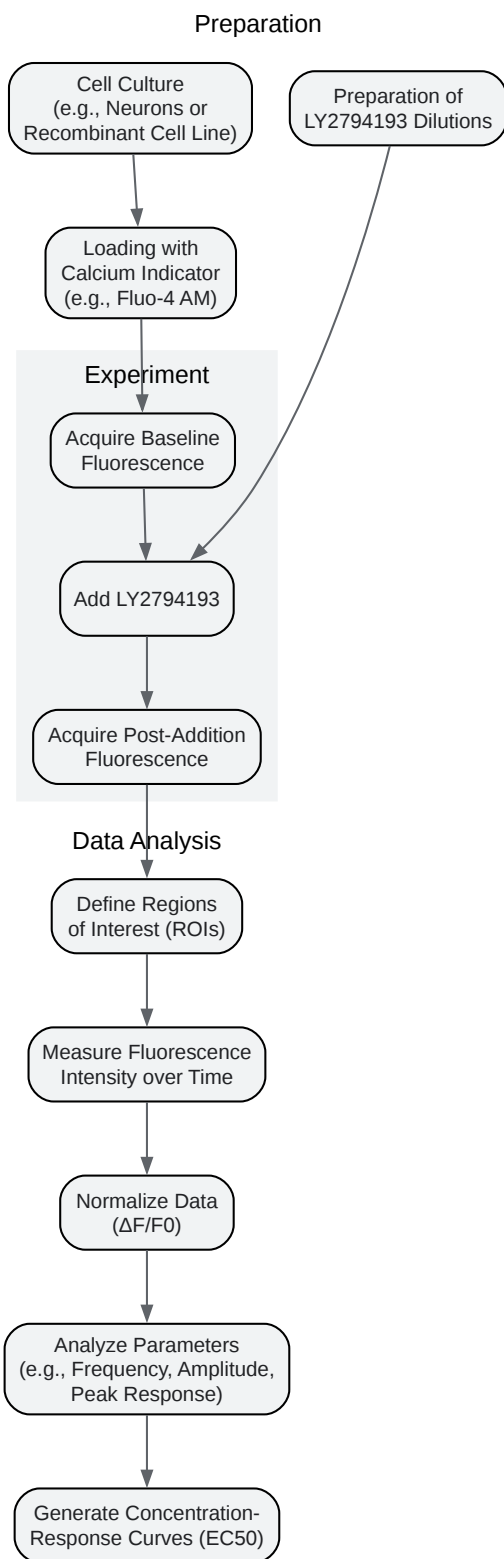 Preparation
Cell Culture
(e.g., Neurons or
Recombinant Cell Line)
Preparation of
LY2794193 Dilutions
Loading with
Calcium Indicator
(e.g., Fluo-4 AM)
Experiment
Acquire Baseline
Fluorescence
Add LY2794193
Acquire Post-Addition
Fluorescence
Data Analysis
Define Regions
of Interest (ROIs)
Measure Fluorescence
Intensity over Time
Normalize Data
(ΔF/F0)
Analyze Parameters
(e.g., Frequency, Amplitude,
Peak Response)
Generate Concentration-
Response Curves (EC50)